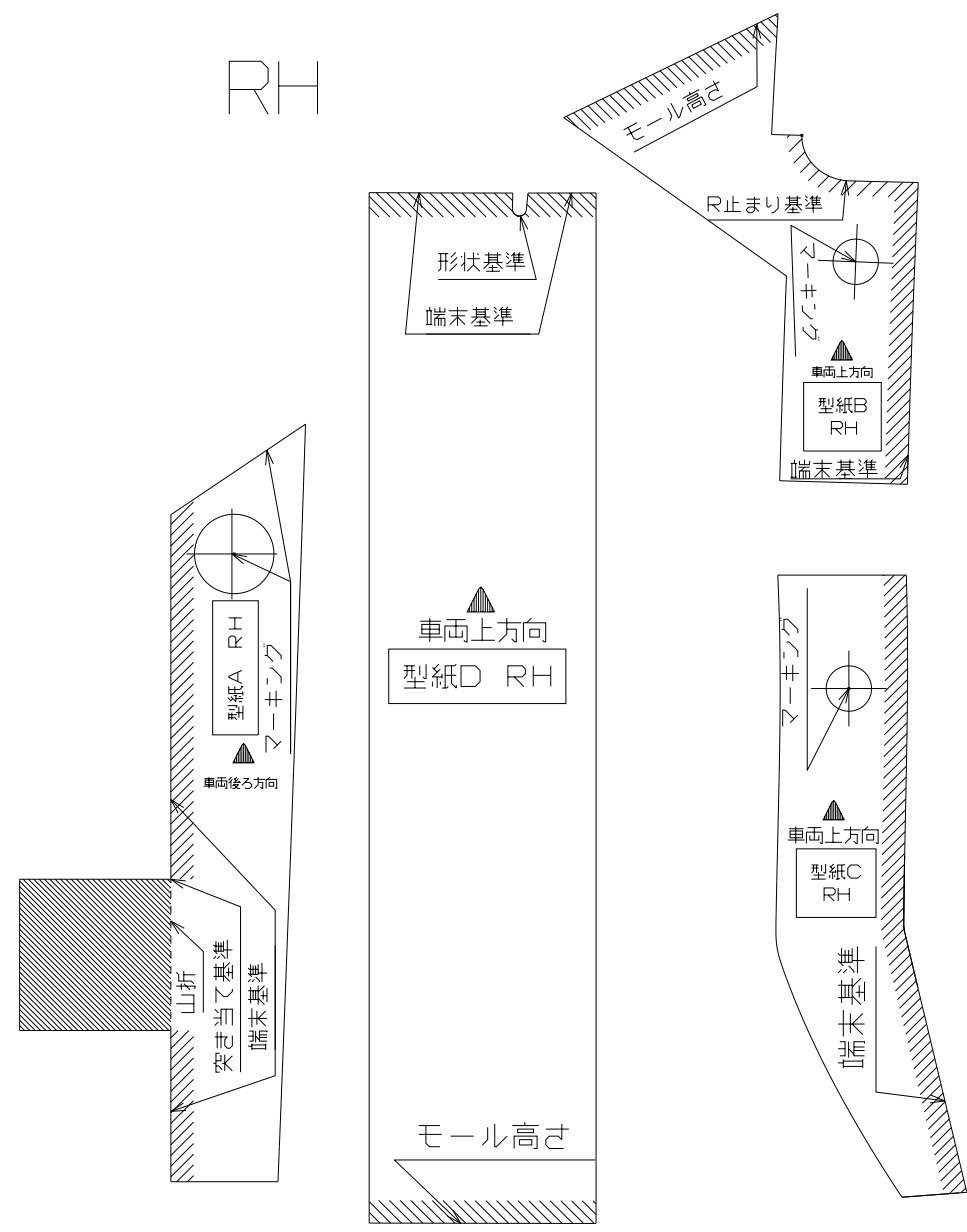 RH
モール高さ
R止まり基準
マーキング
車両上方向
型紙B
RH
端末基準
形状基準
端末基準
車両上方向
型紙D RH
モール高さ
型紙A RH
マーキング
車両後ろ方向
山折
突き当て基準
端末基準
マーキング
車両上方向
型紙C
RH
端末基準